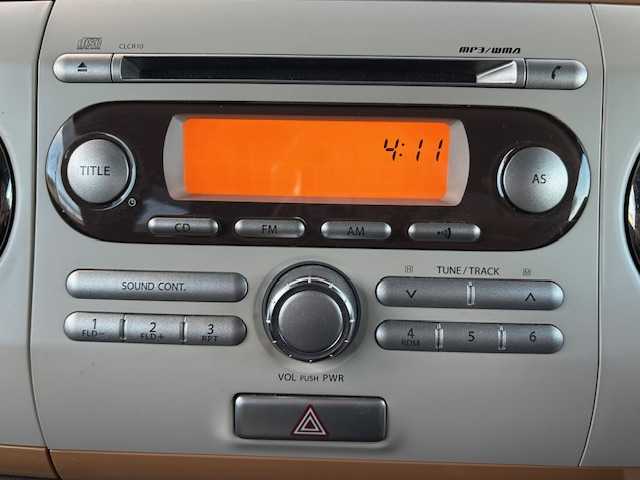 CLCR10
MP3/WMA
TITLE
4:11
AS
CD
FM
AM
SOUND CONT.
H TUNE / TRACK M
1 FLD-
2 FLD+
3 RPT
4 RDM
5
6
VOL PUSH PWR